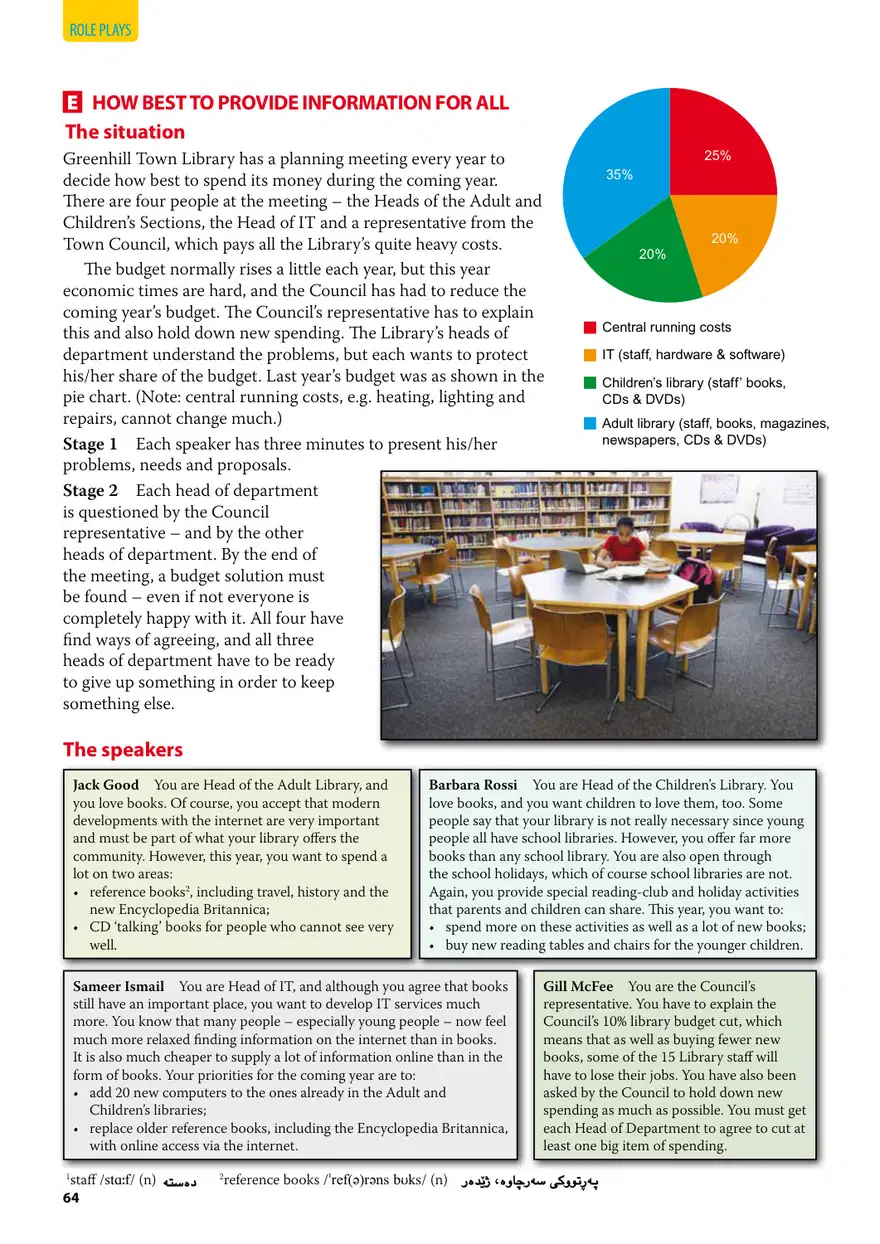 ROLE PLAYS
E HOW BEST TO PROVIDE INFORMATION FOR ALL
The situation
Greenhill Town Library has a planning meeting every year to
decide how best to spend its money during the coming year.
There are four people at the meeting – the Heads of the Adult and
Children's Sections, the Head of IT and a representative from the
Town Council, which pays all the Library's quite heavy costs.
The budget normally rises a little each year, but this year
economic times are hard, and the Council has had to reduce the
coming year's budget. The Council's representative has to explain
this and also hold down new spending. The Library's heads of
department understand the problems, but each wants to protect
his/her share of the budget. Last year's budget was as shown in the
pie chart. (Note: central running costs, e.g. heating, lighting and
repairs, cannot change much.)
35%
25%
20%
20%
Central running costs
IT (staff, hardware & software)
Children's library (staff' books,
CDs & DVDs)
Adult library (staff, books, magazines,
newspapers, CDs & DVDs)
Stage 1 Each speaker has three minutes to present his/her
problems, needs and proposals.
Stage 2 Each head of department
is questioned by the Council
representative – and by the other
heads of department. By the end of
the meeting, a budget solution must
be found – even if not everyone is
completely happy with it. All four have
find ways of agreeing, and all three
heads of department have to be ready
to give up something in order to keep
something else.
The speakers
Jack Good You are Head of the Adult Library, and
you love books. Of course, you accept that modern
developments with the internet are very important
and must be part of what your library offers the
community. However, this year, you want to spend a
lot on two areas:
• reference books², including travel, history and the
new Encyclopedia Britannica;
• CD 'talking' books for people who cannot see very
well.
Barbara Rossi You are Head of the Children's Library. You
love books, and you want children to love them, too. Some
people say that your library is not really necessary since young
people all have school libraries. However, you offer far more
books than any school library. You are also open through
the school holidays, which of course school libraries are not.
Again, you provide special reading-club and holiday activities
that parents and children can share. This year, you want to:
• spend more on these activities as well as a lot of new books;
• buy new reading tables and chairs for the younger children.
Sameer Ismail You are Head of IT, and although you agree that books
still have an important place, you want to develop IT services much
more. You know that many people – especially young people – now feel
much more relaxed finding information on the internet than in books.
It is also much cheaper to supply a lot of information online than in the
form of books. Your priorities for the coming year are to:
• add 20 new computers to the ones already in the Adult and
Children's libraries;
• replace older reference books, including the Encyclopedia Britannica,
with online access via the internet.
Gill McFee You are the Council's
representative. You have to explain the
Council's 10% library budget cut, which
means that as well as buying fewer new
books, some of the 15 Library staff will
have to lose their jobs. You have also been
asked by the Council to hold down new
spending as much as possible. You must get
each Head of Department to agree to cut at
least one big item of spending.
¹staff /stɑːf/ (n) دەستە ²reference books /ˈref(ə)rəns bʊks/ (n) پەڕتووکی سەرچاوە، ژێدەر
64